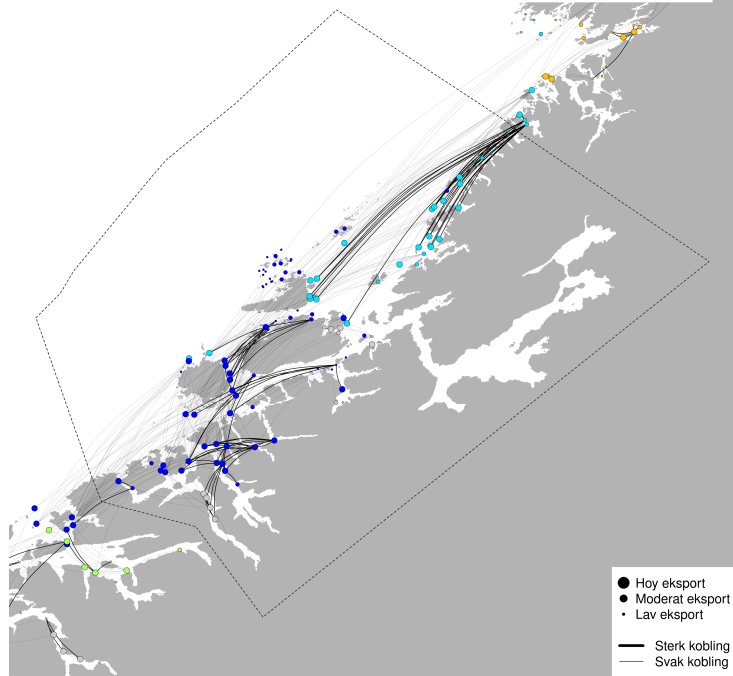 Hoy eksport
Moderat eksport
Lav eksport
Sterk kobling
Svak kobling